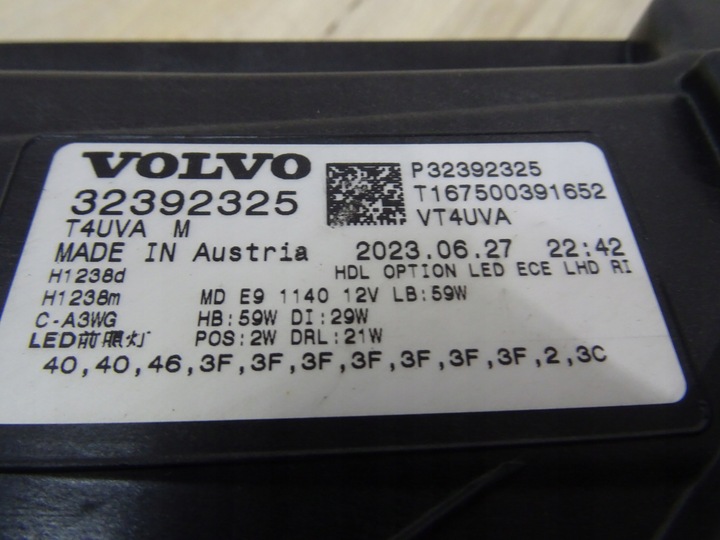 VOLVO
P32392325
32392325
T167500391652
T4UVA M
VT4UVA
MADE IN Austria
2023.06.27 22:42
H1238d
HDL OPTION LED ECE LHD RI
H1238m
MD E9 1140 12V LB:59W
C-A3WG
HB:59W DI:29W
LED前照灯
POS:2W DRL:21W
40,40,46,3F,3F,3F,3F,3F,3F,3F,2,3C